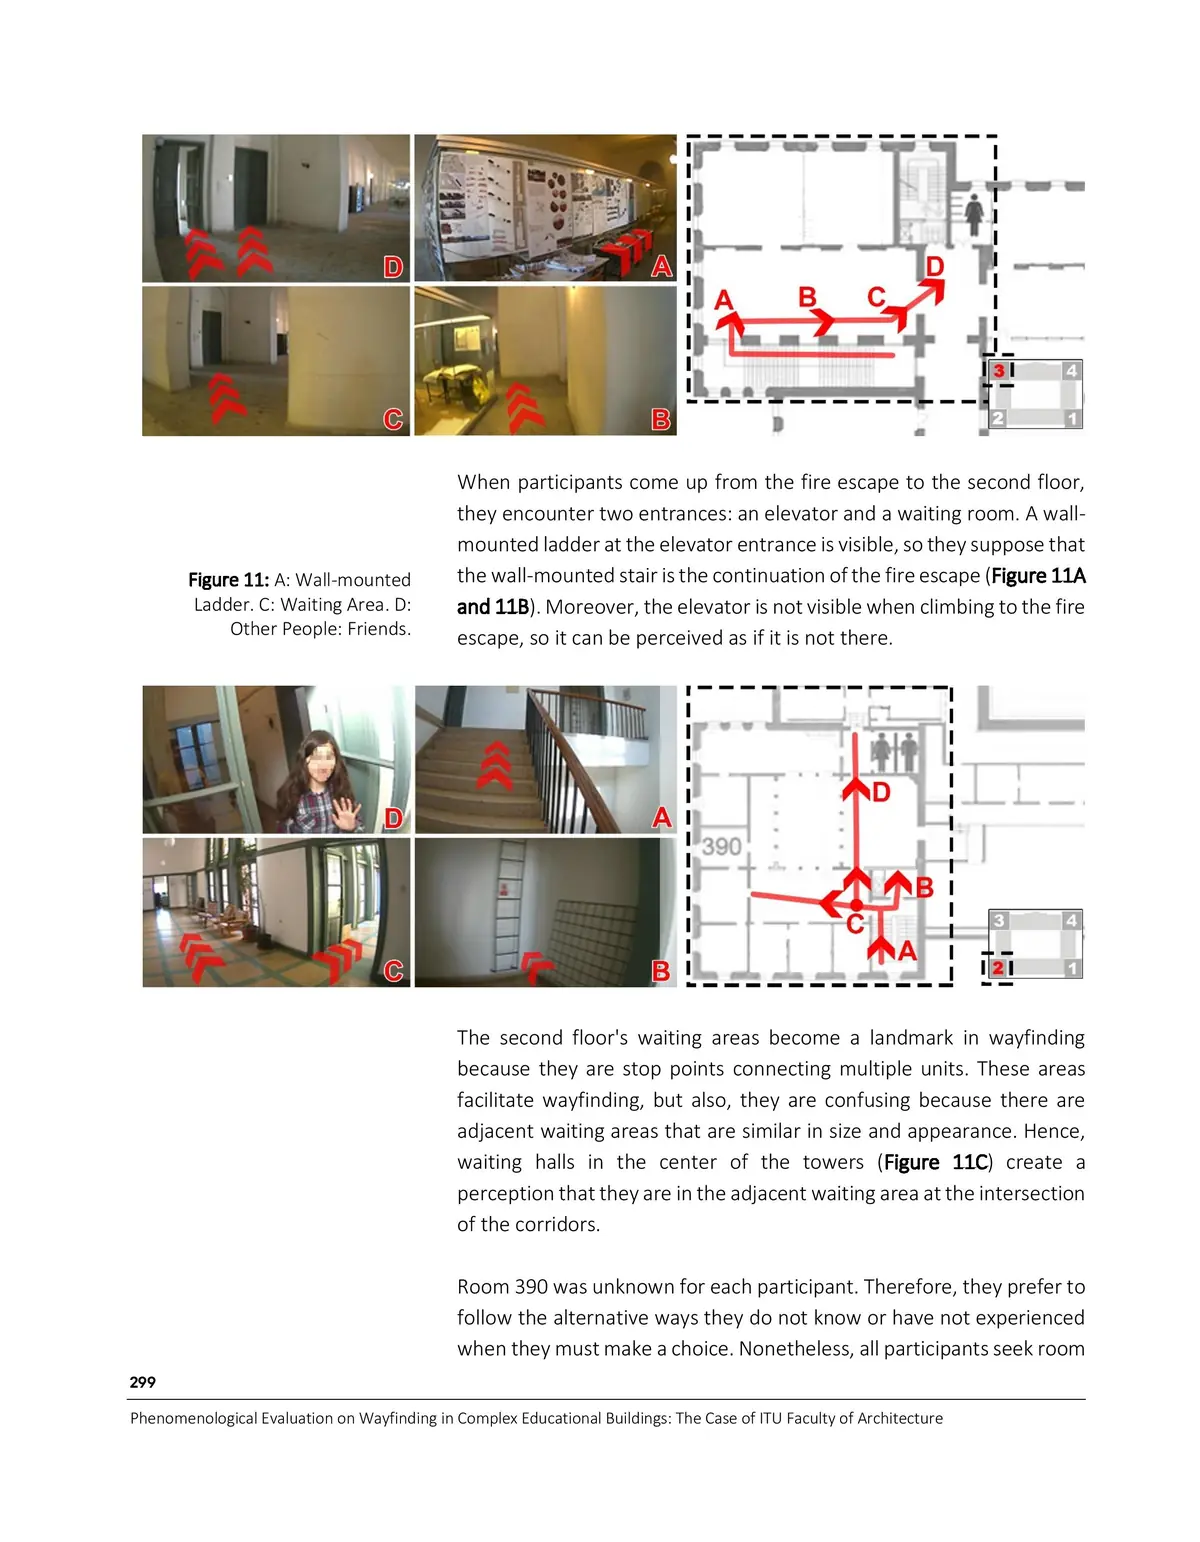 D
A
C
B
A
B
C
D
3
4
2
1
When participants come up from the fire escape to the second floor,
they encounter two entrances: an elevator and a waiting room. A wall-
mounted ladder at the elevator entrance is visible, so they suppose that
the wall-mounted stair is the continuation of the fire escape (Figure 11A
and 11B). Moreover, the elevator is not visible when climbing to the fire
escape, so it can be perceived as if it is not there.
Figure 11: A: Wall-mounted
Ladder. C: Waiting Area. D:
Other People: Friends.
D
A
C
B
D
390
B
C
A
3
4
2
1
The second floor's waiting areas become a landmark in wayfinding
because they are stop points connecting multiple units. These areas
facilitate wayfinding, but also, they are confusing because there are
adjacent waiting areas that are similar in size and appearance. Hence,
waiting halls in the center of the towers (Figure 11C) create a
perception that they are in the adjacent waiting area at the intersection
of the corridors.
Room 390 was unknown for each participant. Therefore, they prefer to
follow the alternative ways they do not know or have not experienced
when they must make a choice. Nonetheless, all participants seek room
299
Phenomenological Evaluation on Wayfinding in Complex Educational Buildings: The Case of ITU Faculty of Architecture